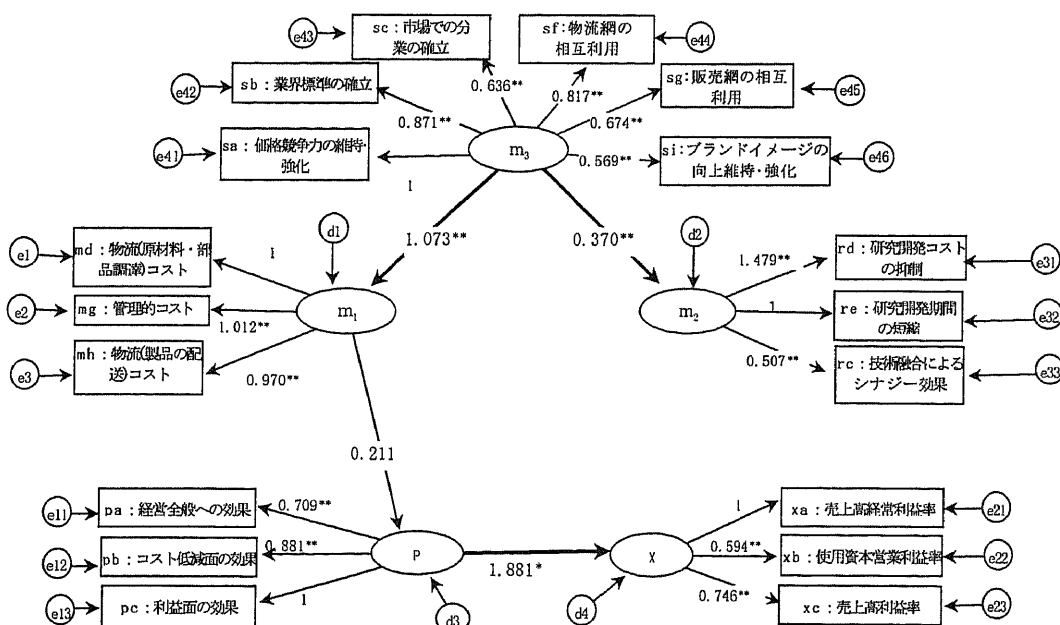 e43
sc：市場での分
業の確立
sf：物流網の
相互利用
e44
e42
sb：業界標準の確立
0.636**
0.817**
sg：販売網の相互
利用
e45
0.871**
0.674**
e41
sa：価格競争力の維持・
強化
1
m3
0.569**
si：ブランドイメージの
向上維持・強化
e46
1.073**
0.370**
e1
md：物流(原材料・部
品調達)コスト
1
d1
d2
1.479**
rd：研究開発コスト
の抑制
e31
e2
mg：管理的コスト
1.012**
m1
m2
1
re：研究開発期間
の短縮
e32
e3
mh：物流(製品の配
送)コスト
0.970**
0.507**
rc：技術融合による
シナジー効果
e33
0.211
e11
pa：経営全般への効果
0.709**
1
xa：売上高経営利益率
e21
e12
pb：コスト低減面の効果
0.881**
P
1.881*
X
0.594**
xb：使用資本営業利益率
e22
e13
pc：利益面の効果
1
d3
d4
0.746**
xc：売上高利益率
e23